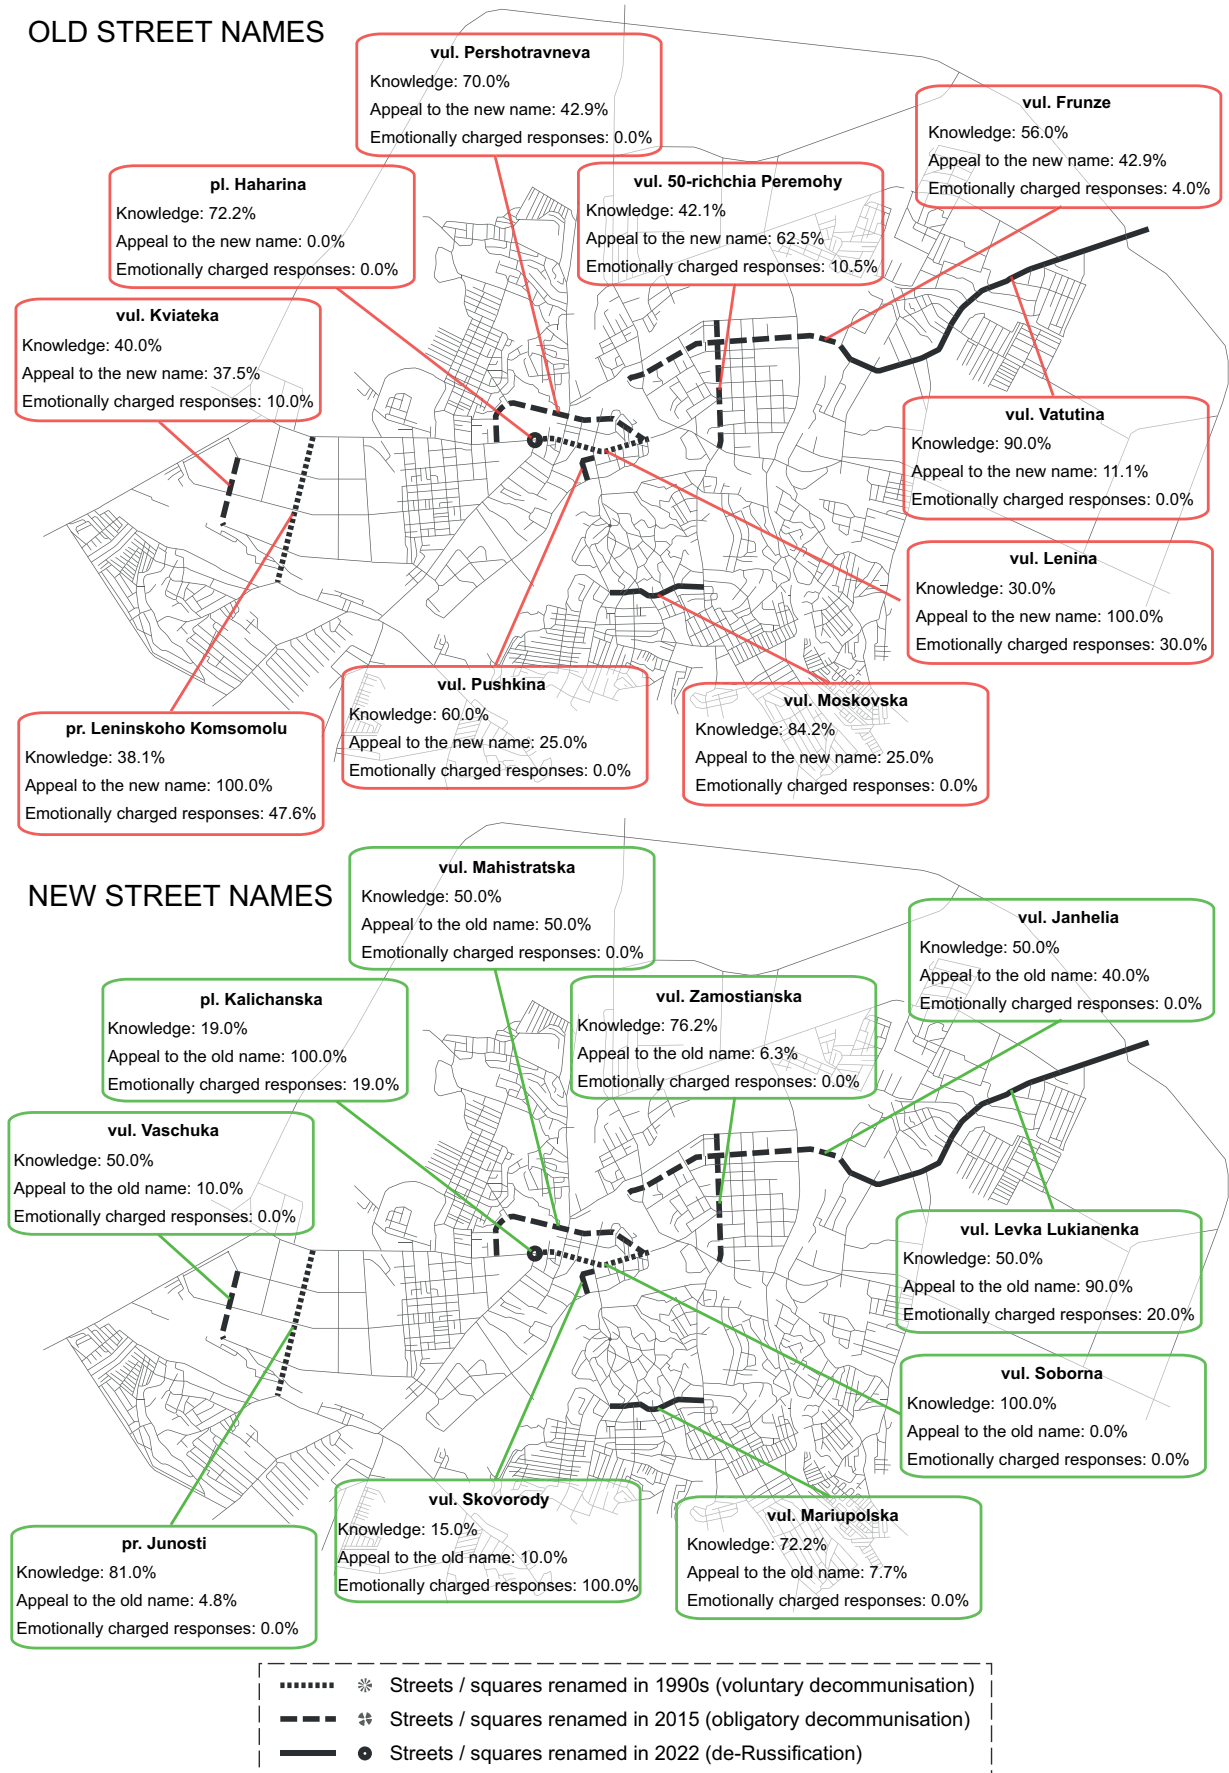 OLD STREET NAMES
vul. Pershotravneva
Knowledge: 70.0%
Appeal to the new name: 42.9%
Emotionally charged responses: 0.0%
vul. Frunze
Knowledge: 56.0%
Appeal to the new name: 42.9%
Emotionally charged responses: 4.0%
pl. Haharina
Knowledge: 72.2%
Appeal to the new name: 0.0%
Emotionally charged responses: 0.0%
vul. 50-richchia Peremohy
Knowledge: 42.1%
Appeal to the new name: 62.5%
Emotionally charged responses: 10.5%
vul. Kviateka
Knowledge: 40.0%
Appeal to the new name: 37.5%
Emotionally charged responses: 10.0%
vul. Vatutina
Knowledge: 90.0%
Appeal to the new name: 11.1%
Emotionally charged responses: 0.0%
vul. Lenina
Knowledge: 30.0%
Appeal to the new name: 100.0%
Emotionally charged responses: 30.0%
vul. Pushkina
Knowledge: 60.0%
Appeal to the new name: 25.0%
Emotionally charged responses: 0.0%
vul. Moskovska
Knowledge: 84.2%
Appeal to the new name: 25.0%
Emotionally charged responses: 0.0%
pr. Leninskoho Komsomolu
Knowledge: 38.1%
Appeal to the new name: 100.0%
Emotionally charged responses: 47.6%
NEW STREET NAMES
vul. Mahistratska
Knowledge: 50.0%
Appeal to the old name: 50.0%
Emotionally charged responses: 0.0%
vul. Janhelia
Knowledge: 50.0%
Appeal to the old name: 40.0%
Emotionally charged responses: 0.0%
pl. Kalichanska
Knowledge: 19.0%
Appeal to the old name: 100.0%
Emotionally charged responses: 19.0%
vul. Zamostianska
Knowledge: 76.2%
Appeal to the old name: 6.3%
Emotionally charged responses: 0.0%
vul. Vaschuka
Knowledge: 50.0%
Appeal to the old name: 10.0%
Emotionally charged responses: 0.0%
vul. Levka Lukianenka
Knowledge: 50.0%
Appeal to the old name: 90.0%
Emotionally charged responses: 20.0%
vul. Soborna
Knowledge: 100.0%
Appeal to the old name: 0.0%
Emotionally charged responses: 0.0%
vul. Skovorody
Knowledge: 15.0%
Appeal to the old name: 10.0%
Emotionally charged responses: 100.0%
vul. Mariupolska
Knowledge: 72.2%
Appeal to the old name: 7.7%
Emotionally charged responses: 0.0%
pr. Junosti
Knowledge: 81.0%
Appeal to the old name: 4.8%
Emotionally charged responses: 0.0%
Streets / squares renamed in 1990s (voluntary decommunisation)
Streets / squares renamed in 2015 (obligatory decommunisation)
Streets / squares renamed in 2022 (de-Russification)